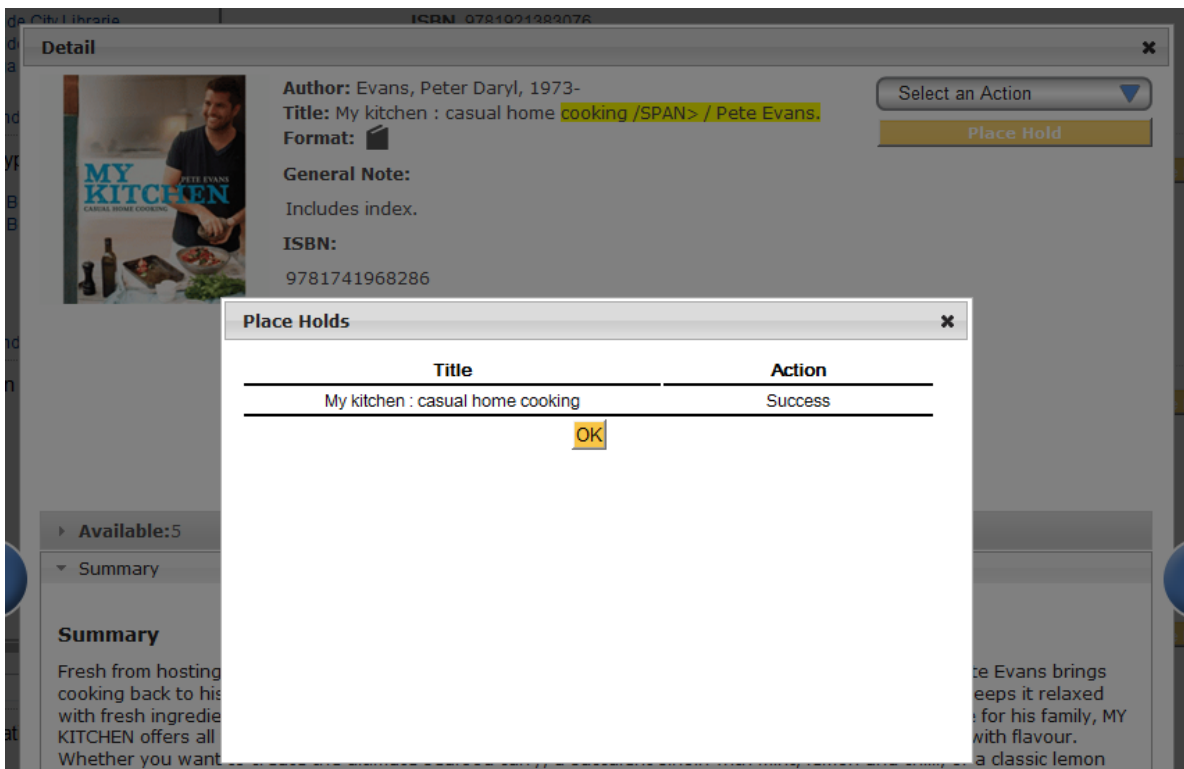 de City Librarie
ISBN 9781921383076
Detail
Author: Evans, Peter Daryl, 1973-
Title: My kitchen : casual home cooking /SPAN> / Pete Evans.
Format:
General Note:
Includes index.
ISBN:
9781741968286
Select an Action
Place Hold
MY
PETE EVANS
KITCHEN
CASUAL HOME COOKING
Place Holds
Title Action
My kitchen : casual home cooking Success
OK
Available:5
Summary
Summary
Fresh from hosting te Evans brings
cooking back to his eeps it relaxed
with fresh ingredie e for his family, MY
KITCHEN offers all with flavour.
Whether you want a classic lemon